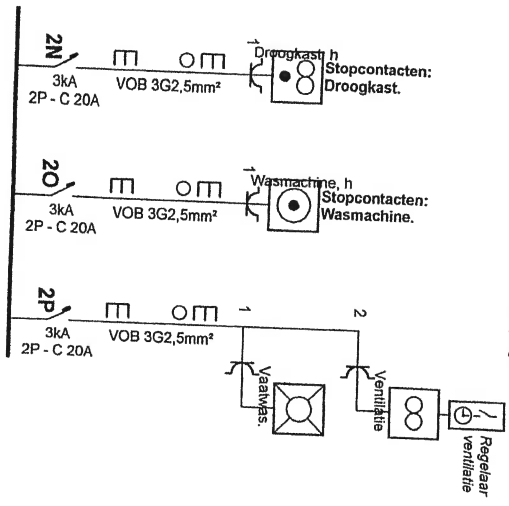 2N
3kA
2P - C 20A
VOB 3G2,5mm²
1
Droogkast, h
Stopcontacten:
Droogkast.
2O
3kA
2P - C 20A
VOB 3G2,5mm²
1
Wasmachine, h
Stopcontacten:
Wasmachine.
2P
3kA
2P - C 20A
VOB 3G2,5mm²
1
2
Vaatwas.
Ventilatie
Regelaar
ventilatie